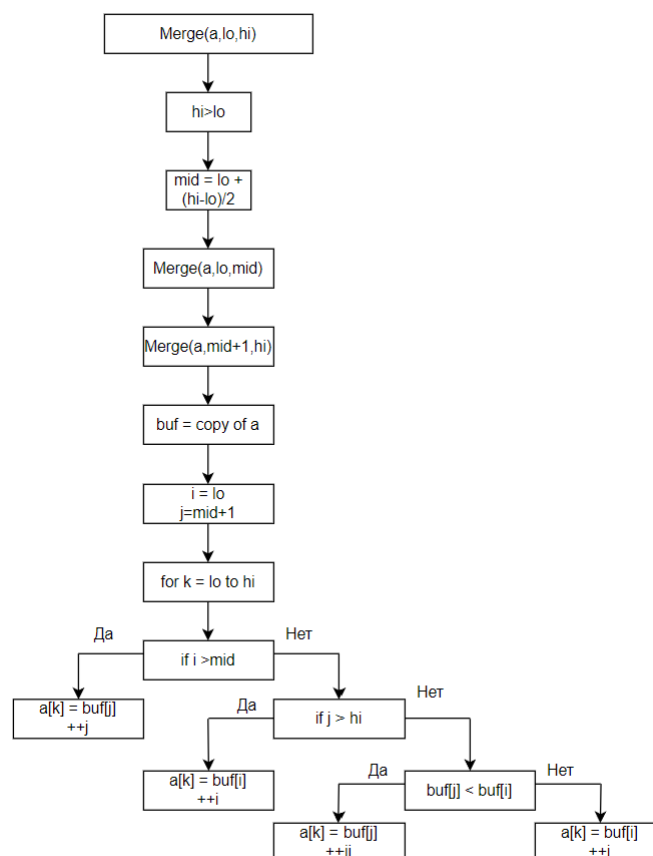 Merge(a,lo,hi)
hi>lo
mid = lo +
(hi-lo)/2
Merge(a,lo,mid)
Merge(a,mid+1,hi)
buf = copy of a
i = lo
j=mid+1
for k = lo to hi
Да
Нет
if i >mid
a[k] = buf[j]
++j
Да
Нет
if j > hi
a[k] = buf[i]
++i
Да
Нет
buf[j] < buf[i]
a[k] = buf[j]
++jj
a[k] = buf[i]
++i